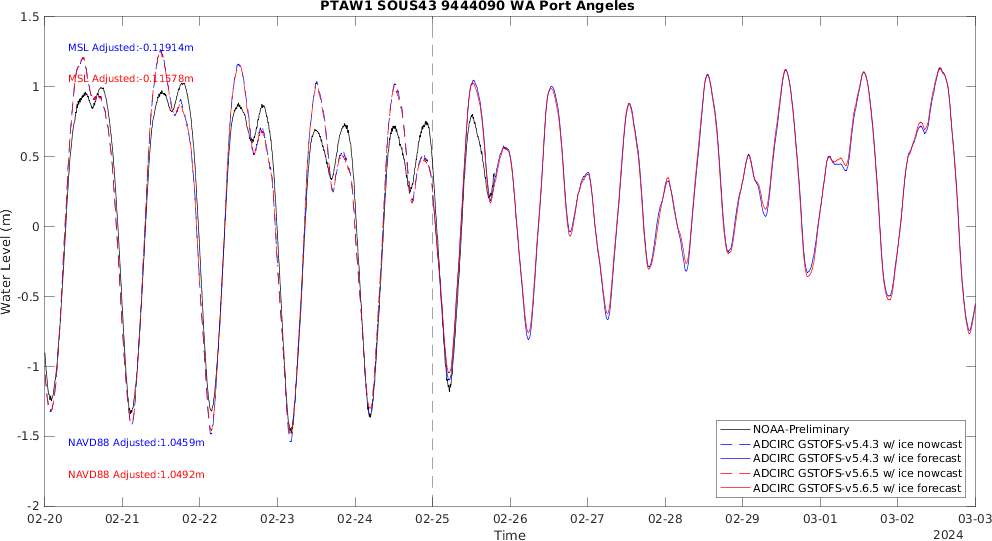 PTAW1 SOUS43 9444090 WA Port Angeles
1.5
1
0.5
0
-0.5
-1
-1.5
-2
Water Level (m)
MSL Adjusted:-0.11914m
MSL Adjusted:-0.11578m
NAVD88 Adjusted:1.0459m
NAVD88 Adjusted:1.0492m
NOAA-Preliminary
ADCIRC GSTOFS-v5.4.3 w/ ice nowcast
ADCIRC GSTOFS-v5.4.3 w/ ice forecast
ADCIRC GSTOFS-v5.6.5 w/ ice nowcast
ADCIRC GSTOFS-v5.6.5 w/ ice forecast
02-20 02-21 02-22 02-23 02-24 02-25 02-26 02-27 02-28 02-29 03-01 03-02 03-03
Time
2024